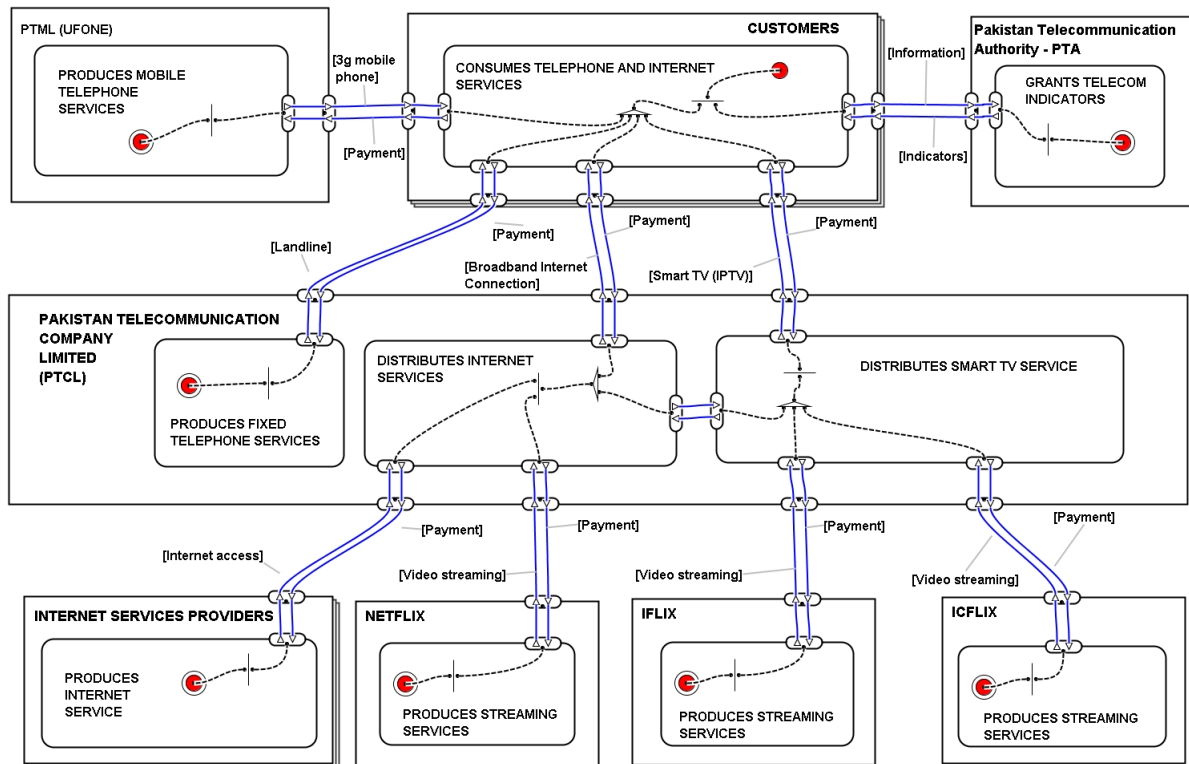 PTML (UFONE)
PRODUCES MOBILE
TELEPHONE
SERVICES
[3g mobile
phone]
[Payment]
CUSTOMERS
CONSUMES TELEPHONE AND INTERNET
SERVICES
[Information]
[Indicators]
Pakistan Telecommunication
Authority - PTA
GRANTS TELECOM
INDICATORS
[Landline]
[Payment]
[Broadband Internet
Connection]
[Payment]
[Smart TV (IPTV)]
[Payment]
PAKISTAN TELECOMMUNICATION
COMPANY
LIMITED
(PTCL)
PRODUCES FIXED
TELEPHONE SERVICES
DISTRIBUTES INTERNET
SERVICES
DISTRIBUTES SMART TV SERVICE
[Internet access]
[Payment]
[Video streaming]
[Payment]
[Video streaming]
[Payment]
[Video streaming]
[Payment]
INTERNET SERVICES PROVIDERS
PRODUCES
INTERNET
SERVICE
NETFLIX
PRODUCES STREAMING
SERVICES
IFLIX
PRODUCES STREAMING
SERVICES
ICFLIX
PRODUCES STREAMING
SERVICES